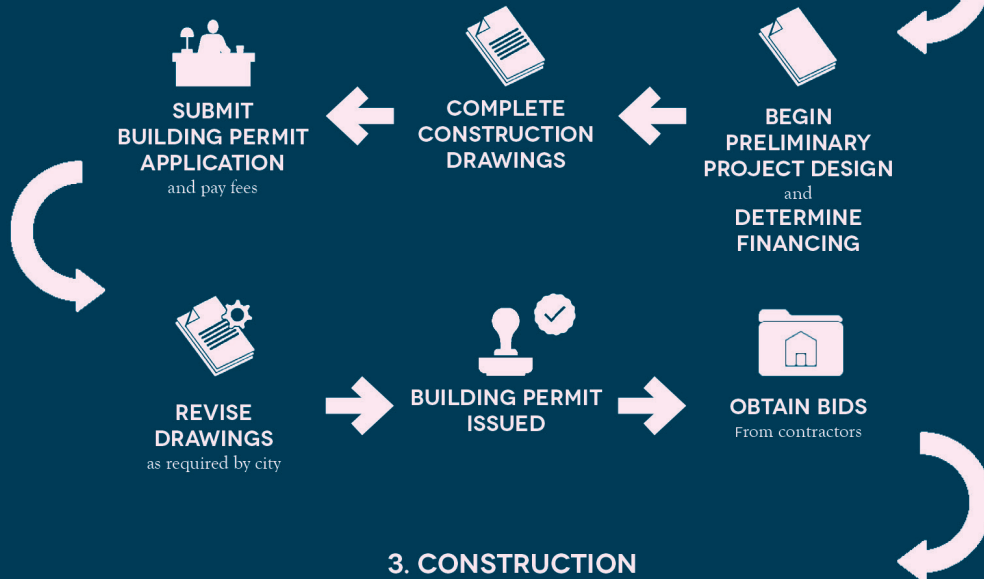 BEGIN
PRELIMINARY
PROJECT DESIGN
and
DETERMINE
FINANCING
COMPLETE
CONSTRUCTION
DRAWINGS
SUBMIT
BUILDING PERMIT
APPLICATION
and pay fees
REVISE
DRAWINGS
as required by city
BUILDING PERMIT
ISSUED
OBTAIN BIDS
From contractors
3. CONSTRUCTION